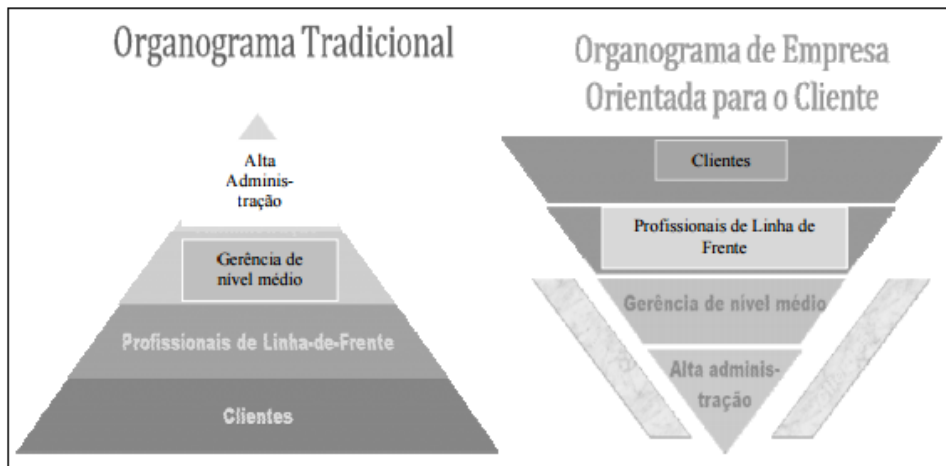 Organograma Tradicional
Alta
Adminis-
tração
Gerência de
nível médio
Profissionais de Linha-de-Frente
Clientes
Organograma de Empresa
Orientada para o Cliente
Clientes
Profissionais de Linha de
Frente
Gerência de nível médio
Alta adminis-
tração